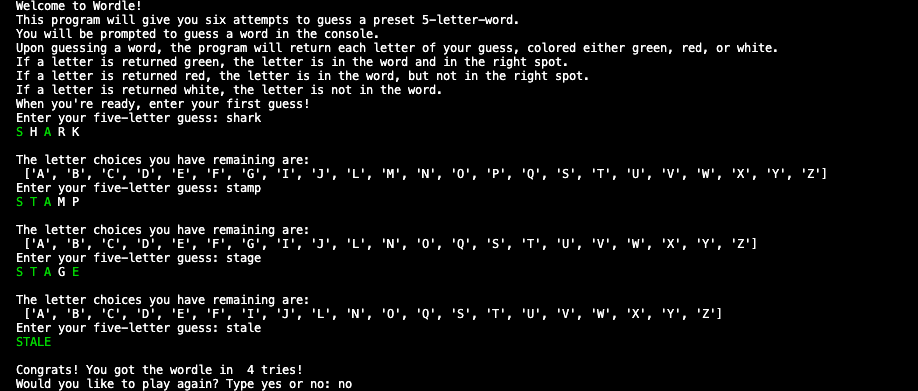 Welcome to Wordle!
This program will give you six attempts to guess a preset 5-letter-word.
You will be prompted to guess a word in the console.
Upon guessing a word, the program will return each letter of your guess, colored either green, red, or white.
If a letter is returned green, the letter is in the word and in the right spot.
If a letter is returned red, the letter is in the word, but not in the right spot.
If a letter is returned white, the letter is not in the word.
When you're ready, enter your first guess!
Enter your five-letter guess: shark
S H A R K
The letter choices you have remaining are:
['A', 'B', 'C', 'D', 'E', 'F', 'G', 'I', 'J', 'L', 'M', 'N', 'O', 'P', 'Q', 'S', 'T', 'U', 'V', 'W', 'X', 'Y', 'Z']
Enter your five-letter guess: stamp
S T A M P
The letter choices you have remaining are:
['A', 'B', 'C', 'D', 'E', 'F', 'G', 'I', 'J', 'L', 'N', 'O', 'Q', 'S', 'T', 'U', 'V', 'W', 'X', 'Y', 'Z']
Enter your five-letter guess: stage
S T A G E
The letter choices you have remaining are:
['A', 'B', 'C', 'D', 'E', 'F', 'I', 'J', 'L', 'N', 'O', 'Q', 'S', 'T', 'U', 'V', 'W', 'X', 'Y', 'Z']
Enter your five-letter guess: stale
STALE
Congrats! You got the wordle in  4 tries!
Would you like to play again? Type yes or no: no